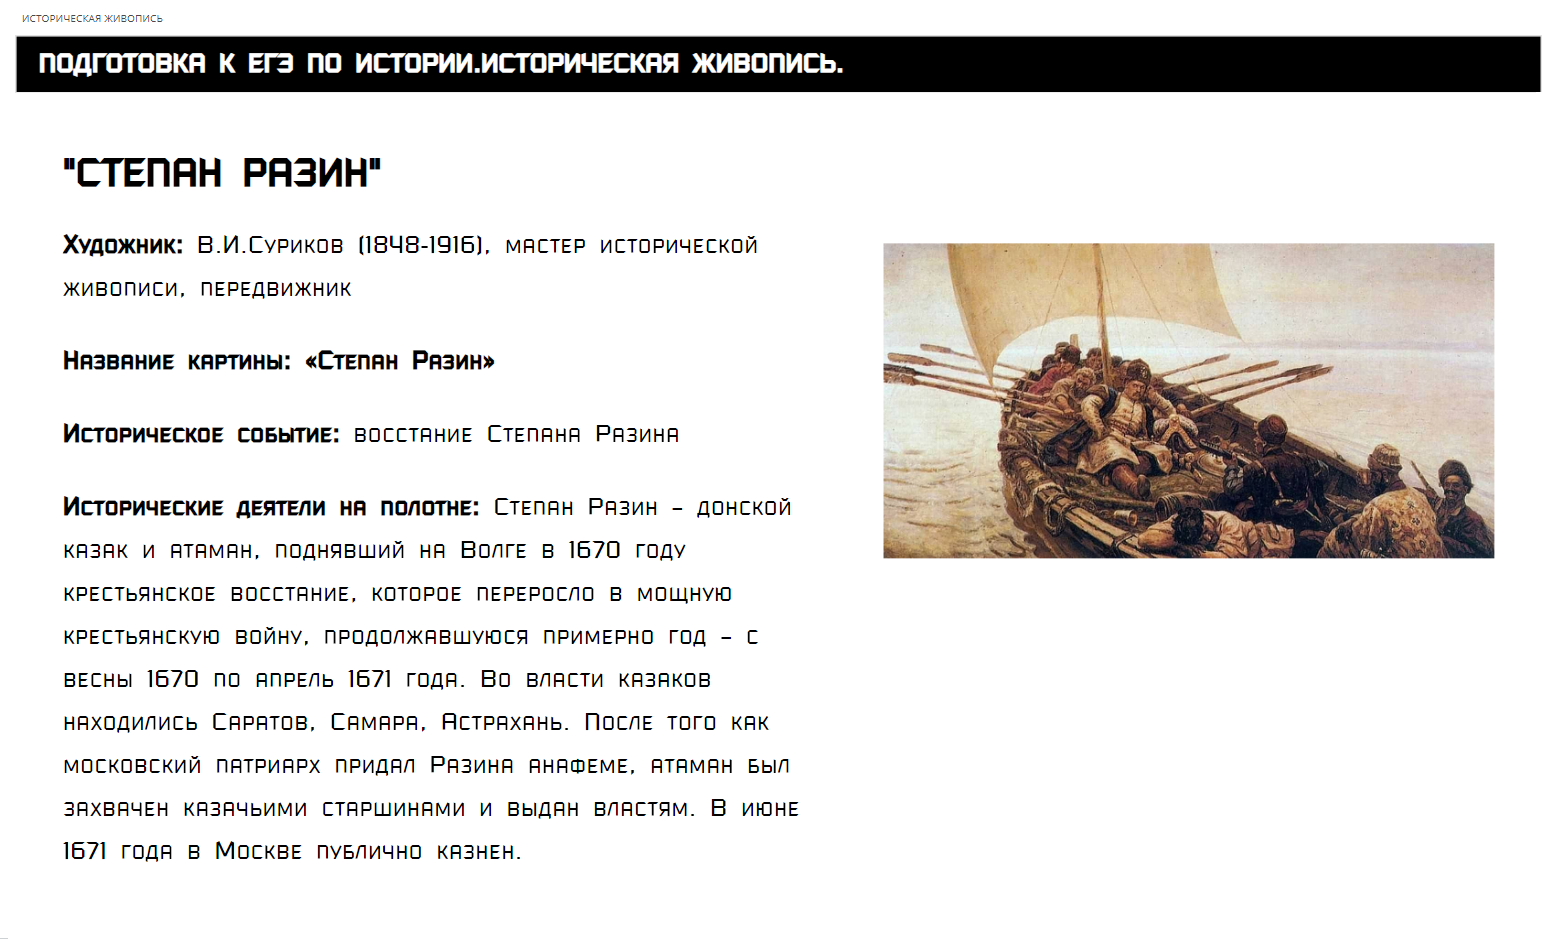 ИСТОРИЧЕСКАЯ ЖИВОПИСЬ
ПОДГОТОВКА К ЕГЭ ПО ИСТОРИИ.ИСТОРИЧЕСКАЯ ЖИВОПИСЬ.
"СТЕПАН РАЗИН"
Художник: В.И.Суриков (1848-1916), мастер исторической
живописи, передвижник
Название картины: «Степан Разин»
Историческое событие: восстание Степана Разина
Исторические деятели на полотне: Степан Разин – донской
казак и атаман, поднявший на Волге в 1670 году
крестьянское восстание, которое переросло в мощную
крестьянскую войну, продолжавшуюся примерно год – с
весны 1670 по апрель 1671 года. Во власти казаков
находились Саратов, Самара, Астрахань. После того как
московский патриарх придал Разина анафеме, атаман был
захвачен казачьими старшинами и выдан властям. В июне
1671 года в Москве публично казнен.